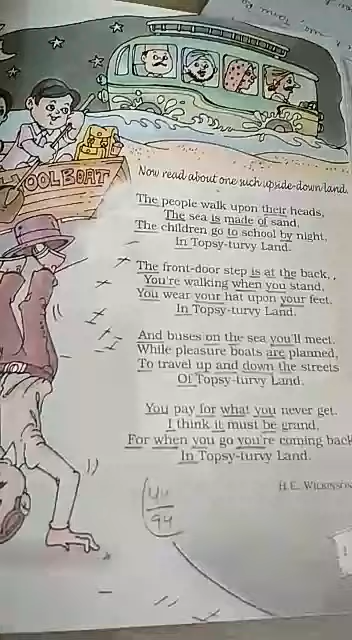 OOLBOAT
Now read about one such upside-down land.
The people walk upon their heads,
The sea is made of sand,
The children go to school by night,
In Topsy-turvy Land.
The front-door step is at the back,
You're walking when you stand,
You wear your hat upon your feet,
In Topsy-turvy Land.
And buses on the sea you'll meet,
While pleasure boats are planned,
To travel up and down the streets
Of Topsy-turvy Land.
You pay for what you never get,
I think it must be grand,
For when you go you're coming back
In Topsy-turvy Land.
H.E. WILKINSON
94